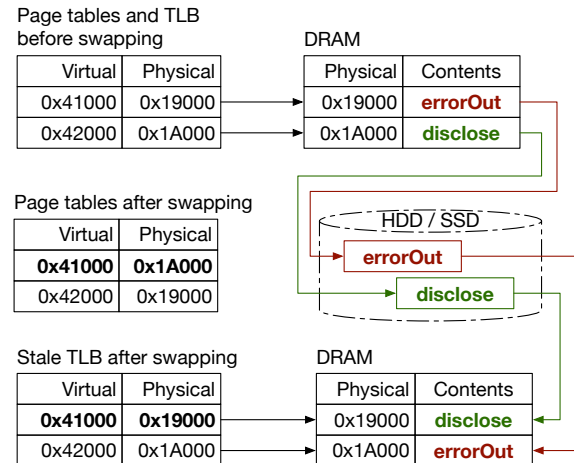 Page tables and TLB
before swapping
DRAM
Virtual Physical
0x41000 0x19000
0x42000 0x1A000
Physical Contents
0x19000 errorOut
0x1A000 disclose
Page tables after swapping
Virtual Physical
0x41000 0x1A000
0x42000 0x19000
HDD / SSD
errorOut
disclose
Stale TLB after swapping
DRAM
Virtual Physical
0x41000 0x19000
0x42000 0x1A000
Physical Contents
0x19000 disclose
0x1A000 errorOut